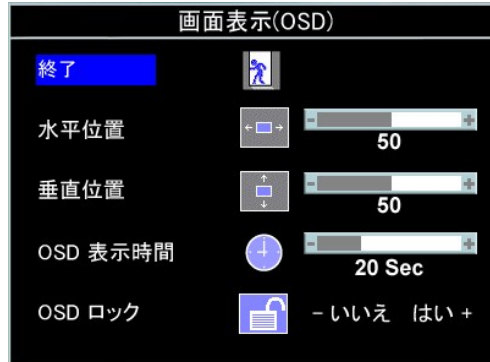 画面表示(OSD)
終了
水平位置 - +
50
垂直位置 - +
50
OSD 表示時間 - +
20 Sec
OSD ロック - いいえ はい +